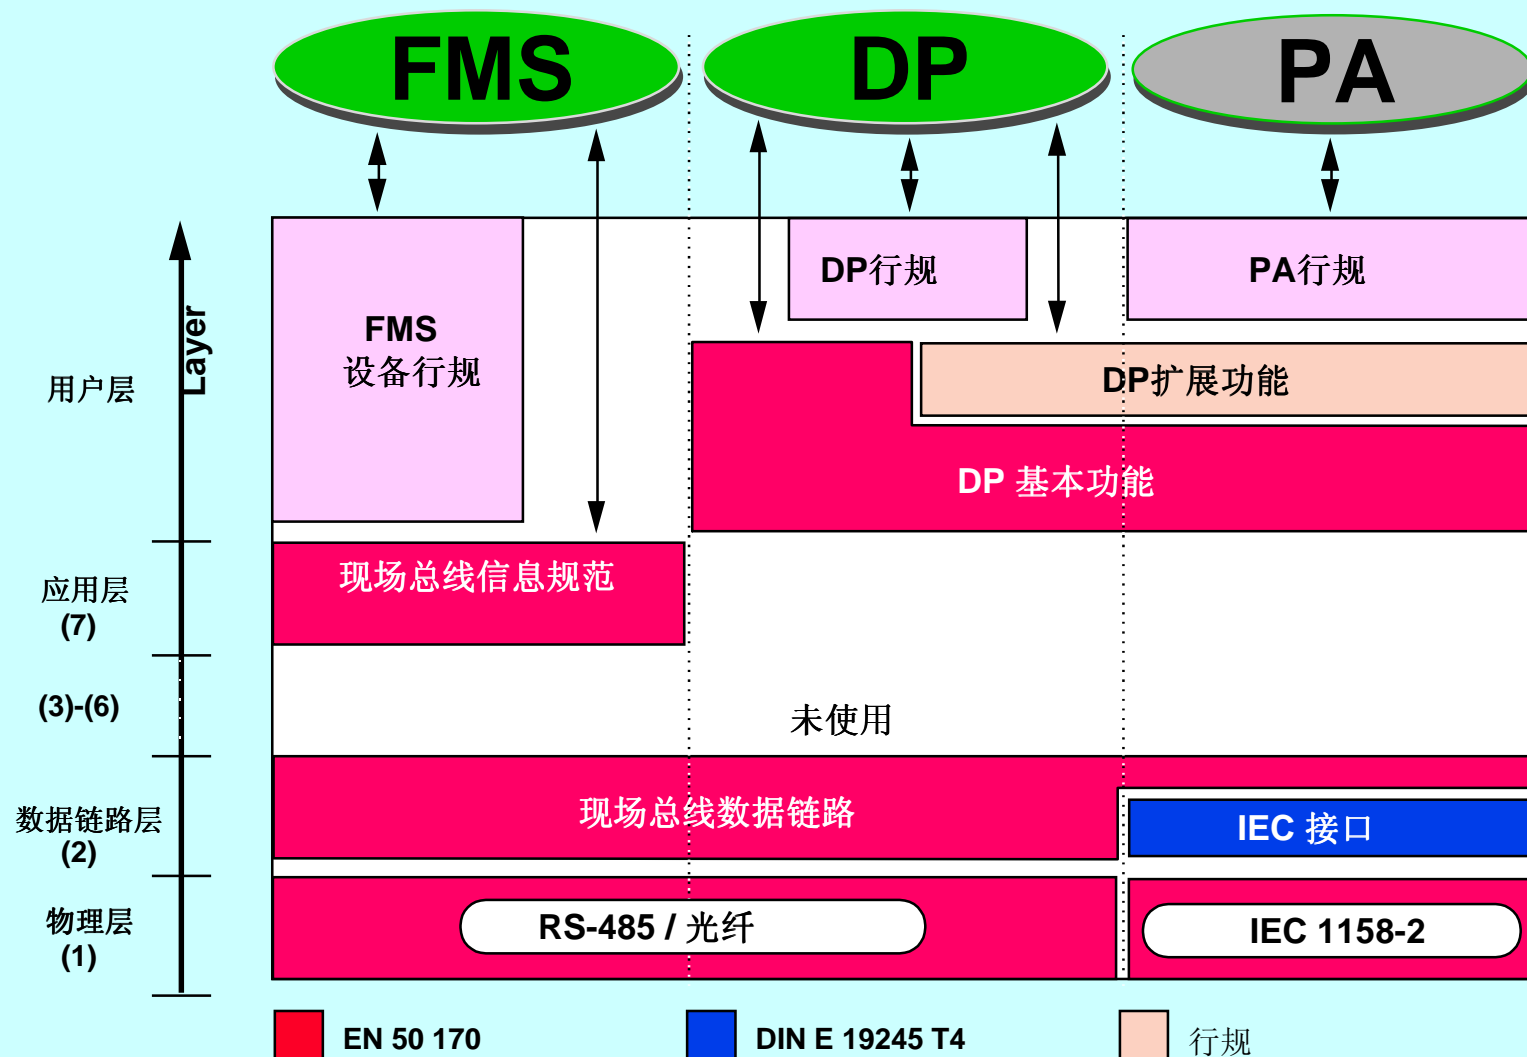 FMS
DP
PA
Layer
用户层
FMS
设备行规
DP行规
PA行规
DP扩展功能
DP 基本功能
应用层
(7)
现场总线信息规范
(3)-(6)
未使用
数据链路层
(2)
现场总线数据链路
IEC 接口
物理层
(1)
RS-485 / 光纤
IEC 1158-2
EN 50 170
DIN E 19245 T4
行规